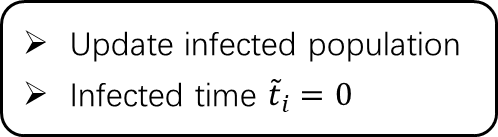 ➢ Update infected population
➢ Infected time t̃ᵢ = 0